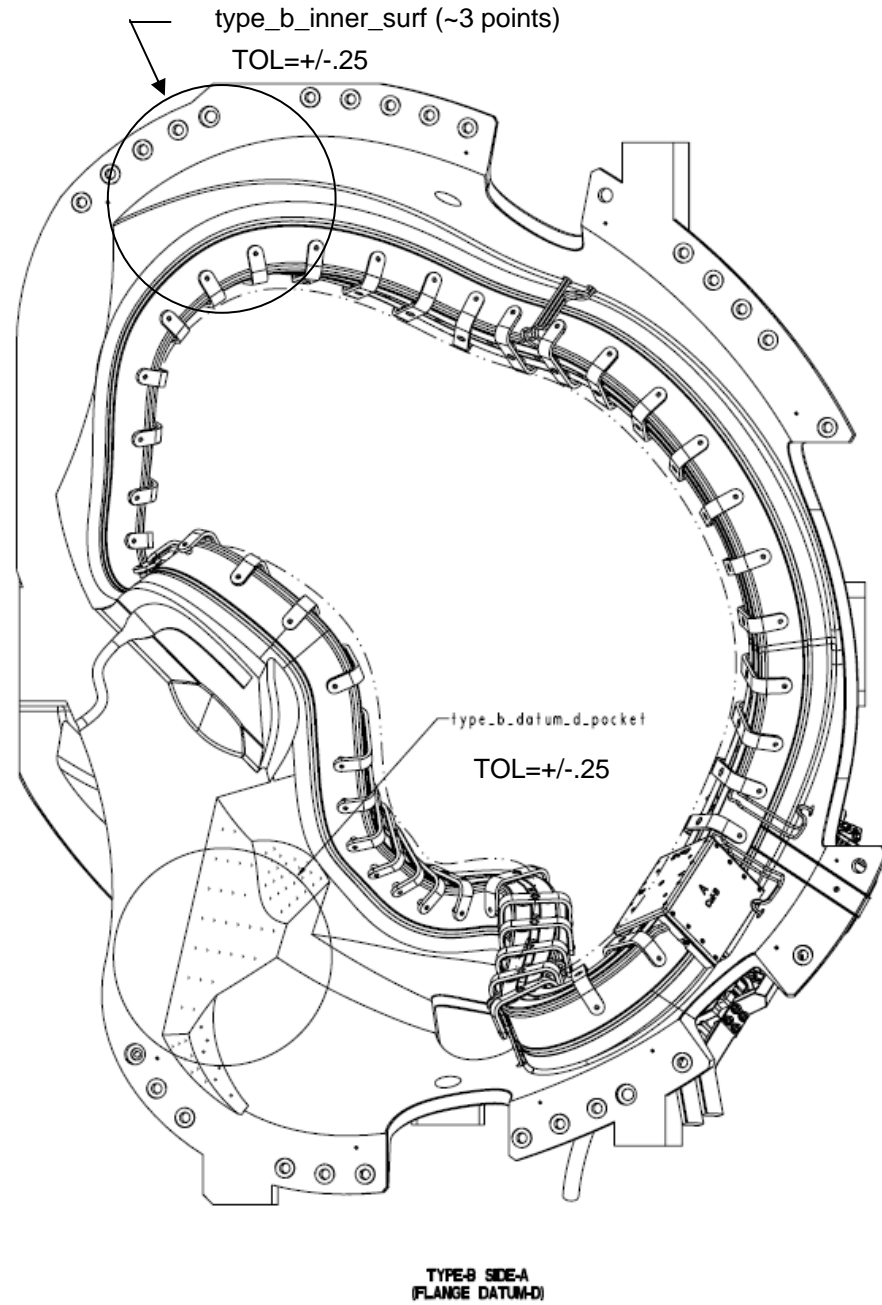 type_b_inner_surf (~3 points)
TOL=+/-.25
type_b_datum_d_pocket
TOL=+/-.25
A
TYPE-B SIDE-A
(FLANGE DATUM-D)